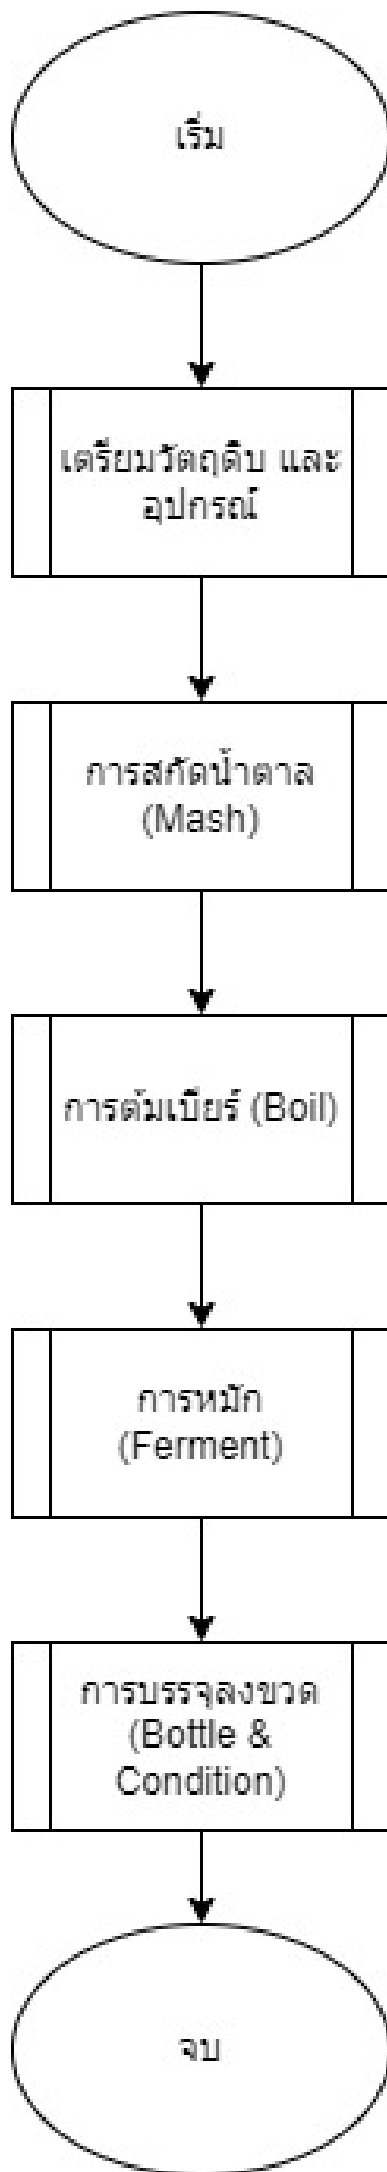 เริ่ม
เตรียมวัตถุดิบ และ
อุปกรณ์
การสกัดน้ำตาล
(Mash)
การต้มเบียร์ (Boil)
การหมัก
(Ferment)
การบรรจุลงขวด
(Bottle &
Condition)
จบ